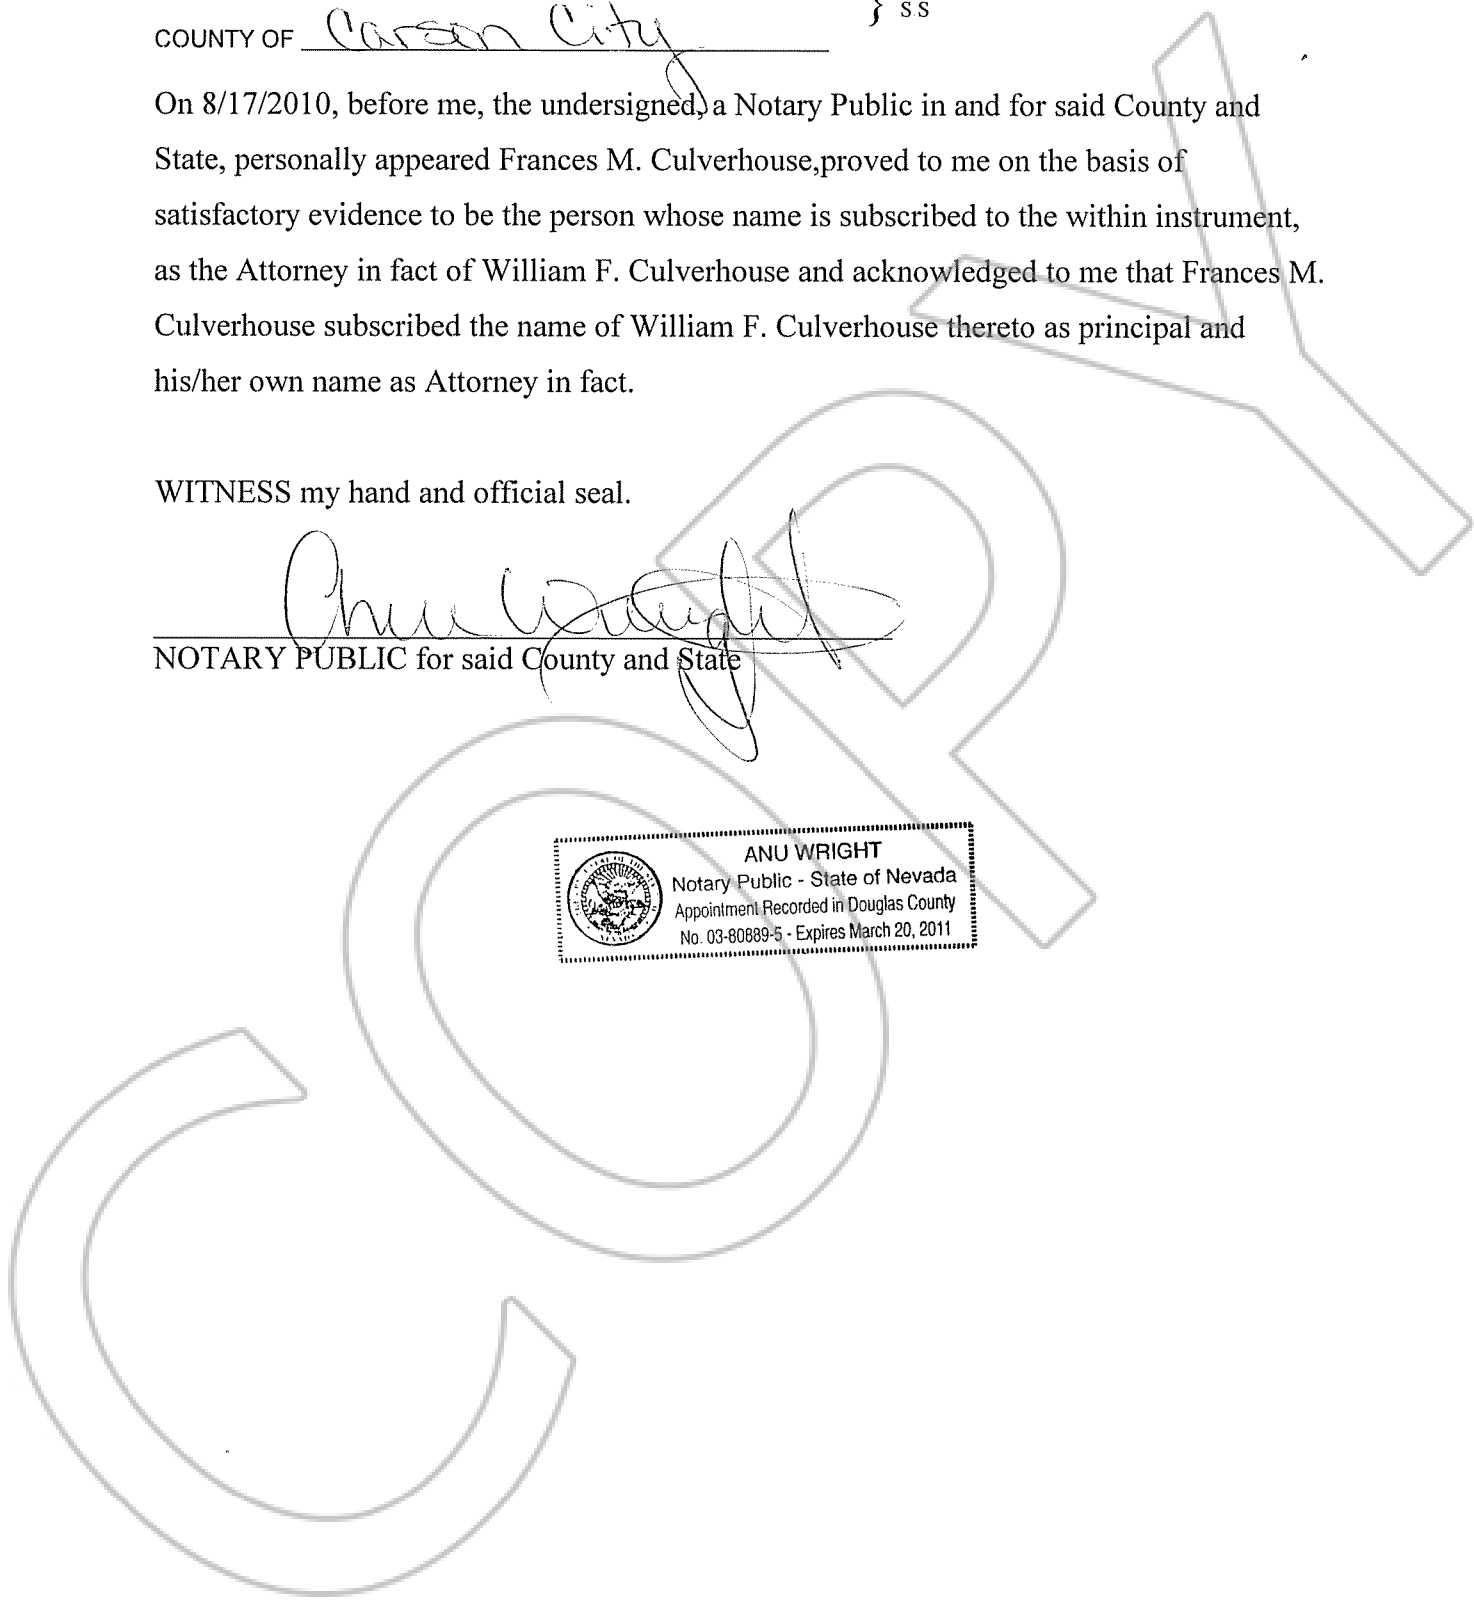 } ss
COUNTY OF Carson City
On 8/17/2010, before me, the undersigned, a Notary Public in and for said County and
State, personally appeared Frances M. Culverhouse,proved to me on the basis of
satisfactory evidence to be the person whose name is subscribed to the within instrument,
as the Attorney in fact of William F. Culverhouse and acknowledged to me that Frances M.
Culverhouse subscribed the name of William F. Culverhouse thereto as principal and
his/her own name as Attorney in fact.
WITNESS my hand and official seal.
Anu Wright
NOTARY PUBLIC for said County and State
ANU WRIGHT
Notary Public - State of Nevada
Appointment Recorded in Douglas County
No. 03-80889-5 - Expires March 20, 2011
COPY